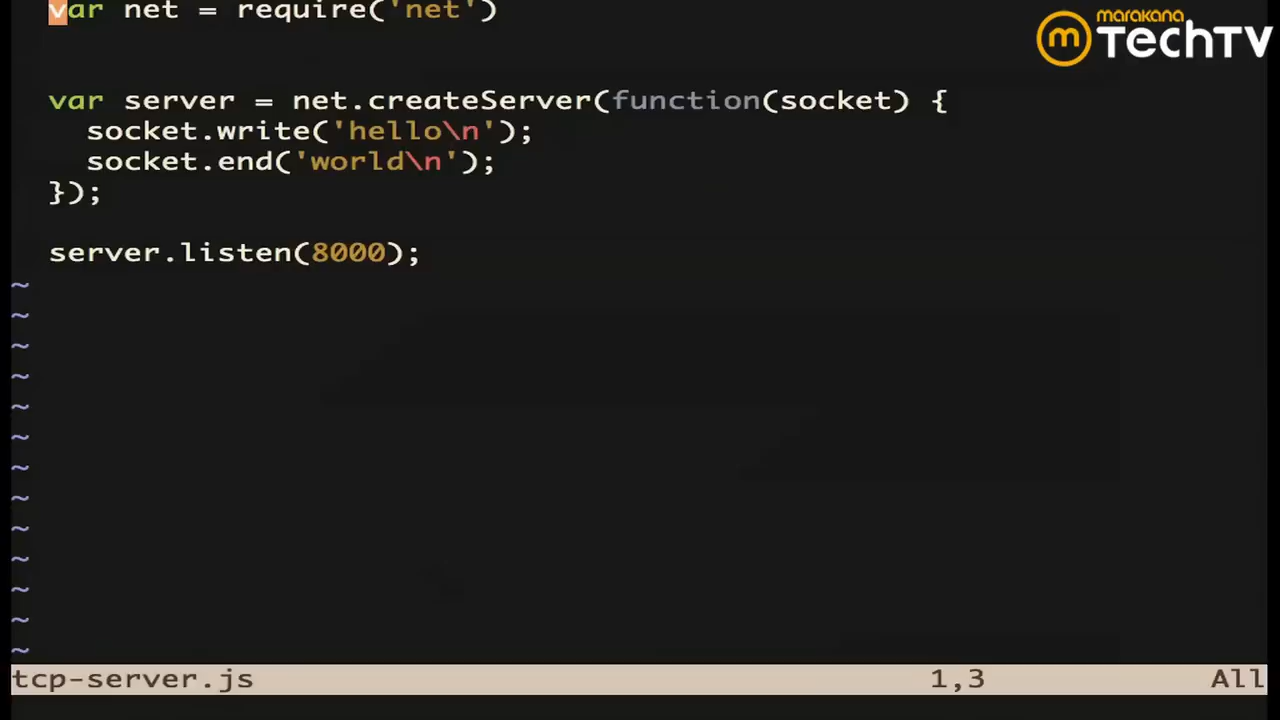 var net = require('net')
marakana
m TechTV
var server = net.createServer(function(socket) {
  socket.write('hello\n');
  socket.end('world\n');
});
server.listen(8000);
~
~
~
~
~
~
~
~
~
~
~
~
~
tcp-server.js 1,3 All